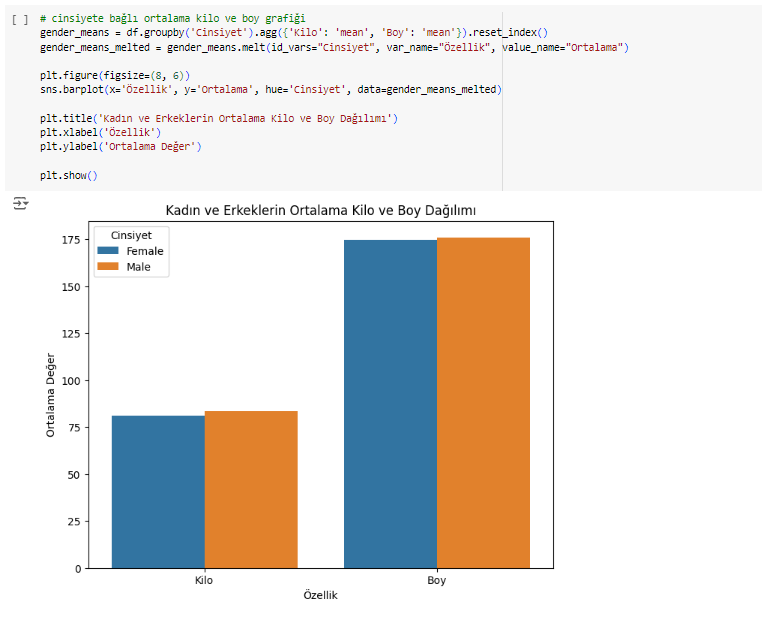 [ ] # cinsiyete bağlı ortalama kilo ve boy grafiği
gender_means = df.groupby('Cinsiyet').agg({'Kilo': 'mean', 'Boy': 'mean'}).reset_index()
gender_means_melted = gender_means.melt(id_vars="Cinsiyet", var_name="Özellik", value_name="Ortalama")
plt.figure(figsize=(8, 6))
sns.barplot(x='Özellik', y='Ortalama', hue='Cinsiyet', data=gender_means_melted)
plt.title('Kadın ve Erkeklerin Ortalama Kilo ve Boy Dağılımı')
plt.xlabel('Özellik')
plt.ylabel('Ortalama Değer')
plt.show()
Kadın ve Erkeklerin Ortalama Kilo ve Boy Dağılımı
Cinsiyet
Female
Male
Ortalama Değer
175
150
125
100
75
50
25
0
Kilo
Boy
Özellik